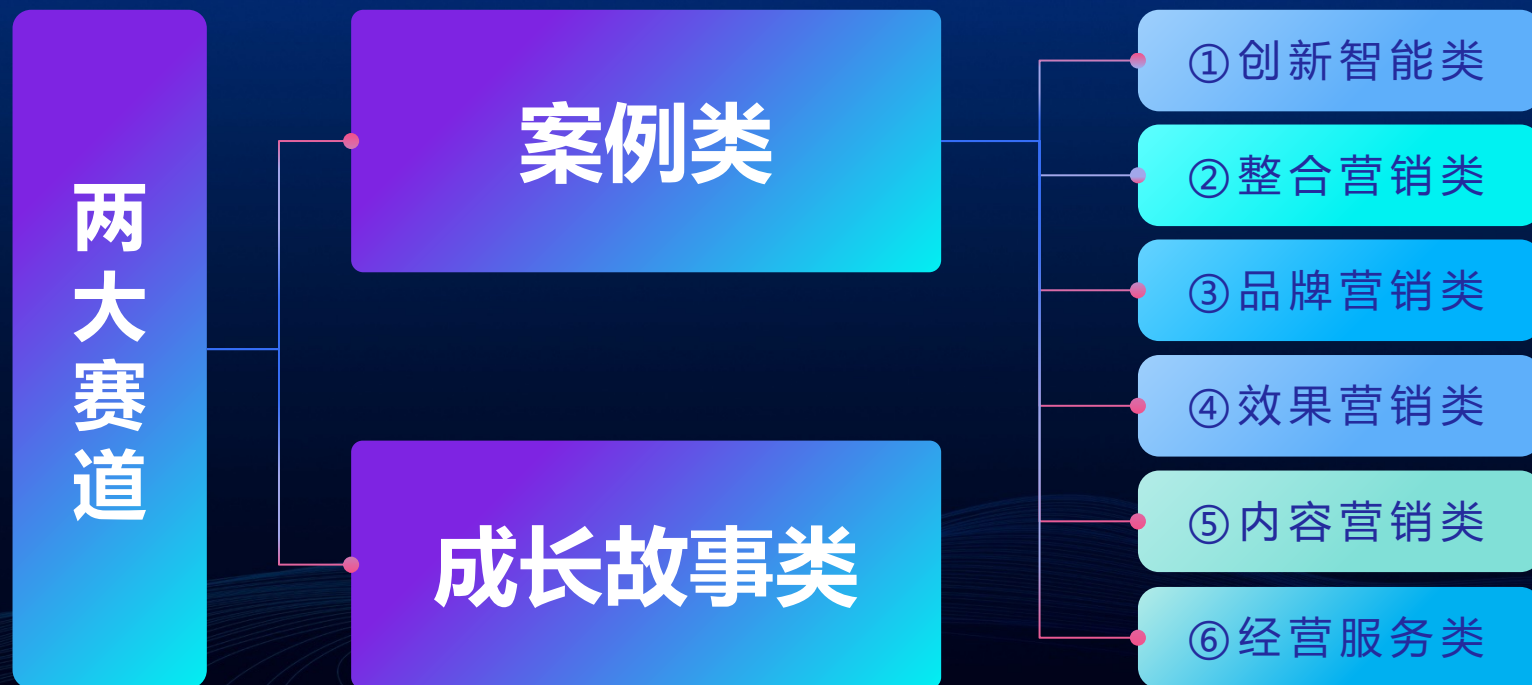 两大赛道
案例类
成长故事类
①创新智能类
②整合营销类
③品牌营销类
④效果营销类
⑤内容营销类
⑥经营服务类